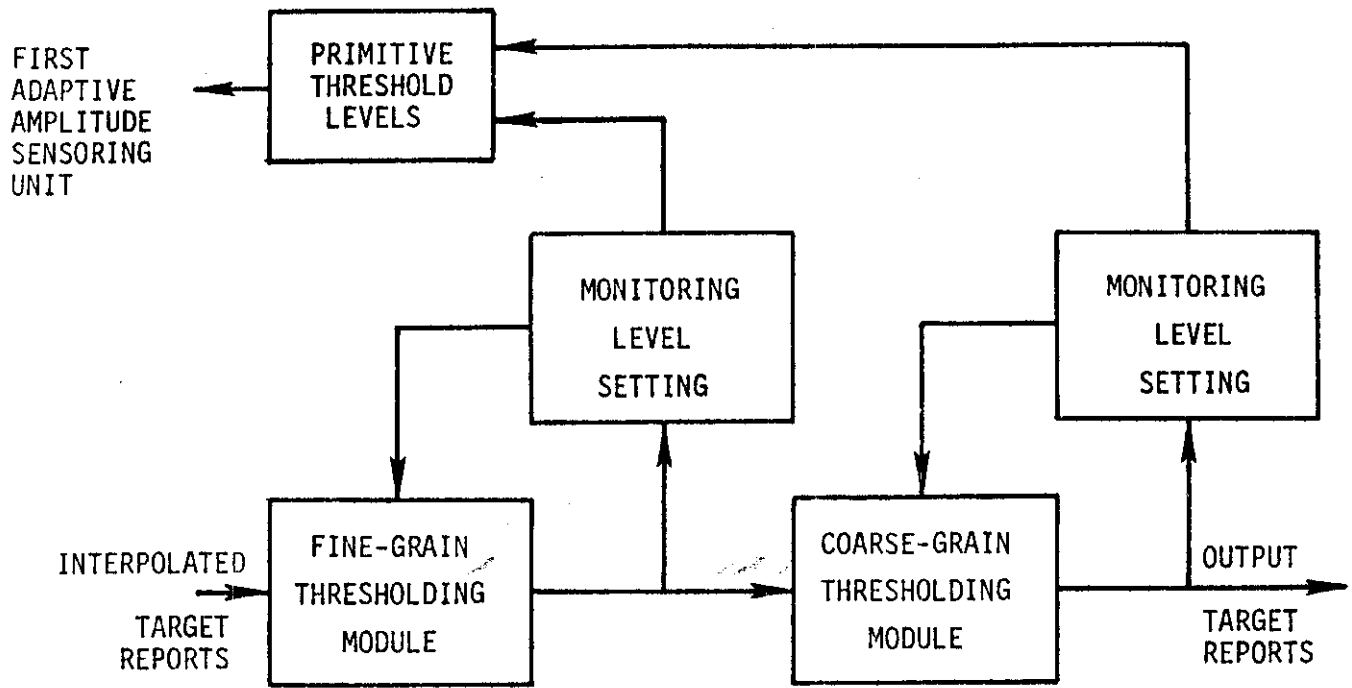 FIRST
ADAPTIVE
AMPLITUDE
SENSORING
UNIT
PRIMITIVE
THRESHOLD
LEVELS
MONITORING
LEVEL
SETTING
MONITORING
LEVEL
SETTING
INTERPOLATED
TARGET
REPORTS
FINE-GRAIN
THRESHOLDING
MODULE
COARSE-GRAIN
THRESHOLDING
MODULE
OUTPUT
TARGET
REPORTS